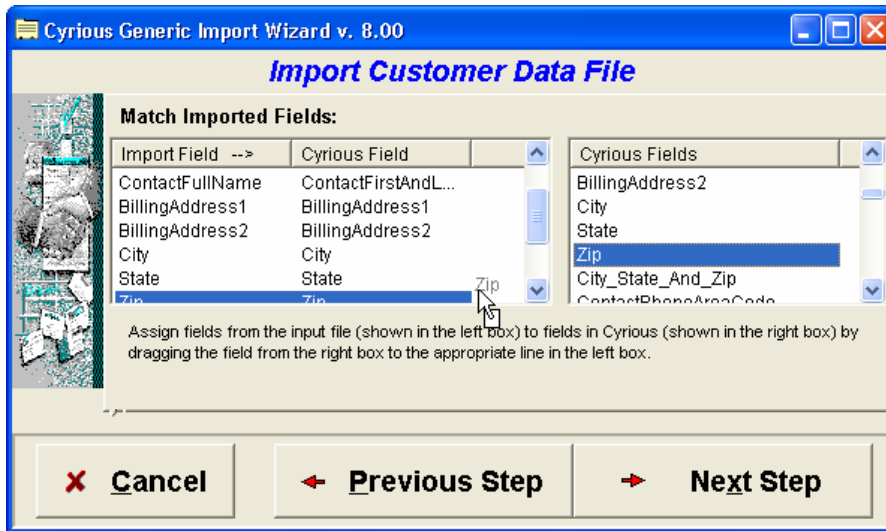 Cyrious Generic Import Wizard v. 8.00
Import Customer Data File
Match Imported Fields:
Import Field --> Cyrious Field Cyrious Fields
ContactFullName ContactFirstAndL... BillingAddress2
BillingAddress1 BillingAddress1 City
BillingAddress2 BillingAddress2 State
City City Zip
State State Zip City_State_And_Zip
Zip Zip ContactPhoneAreaCode
Assign fields from the input file (shown in the left box) to fields in Cyrious (shown in the right box) by
dragging the field from the right box to the appropriate line in the left box.
Cancel Previous Step Next Step